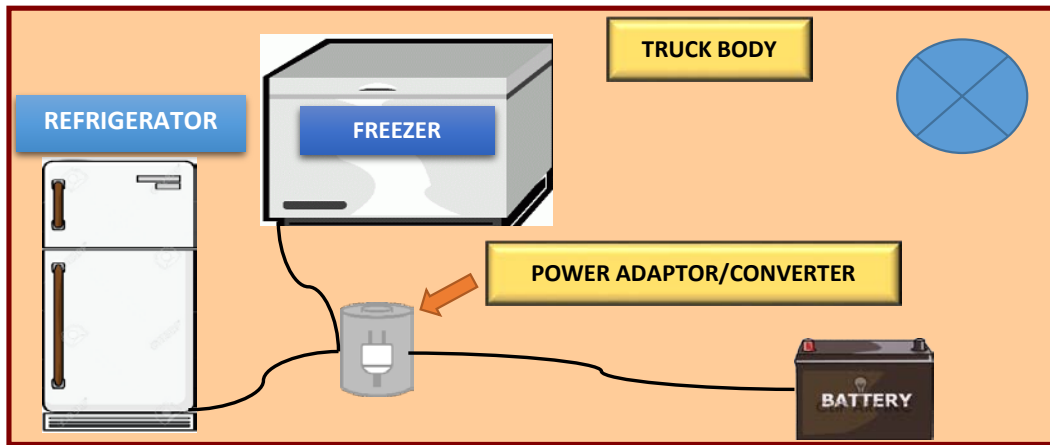 TRUCK BODY
REFRIGERATOR
FREEZER
POWER ADAPTOR/CONVERTER
BATTERY